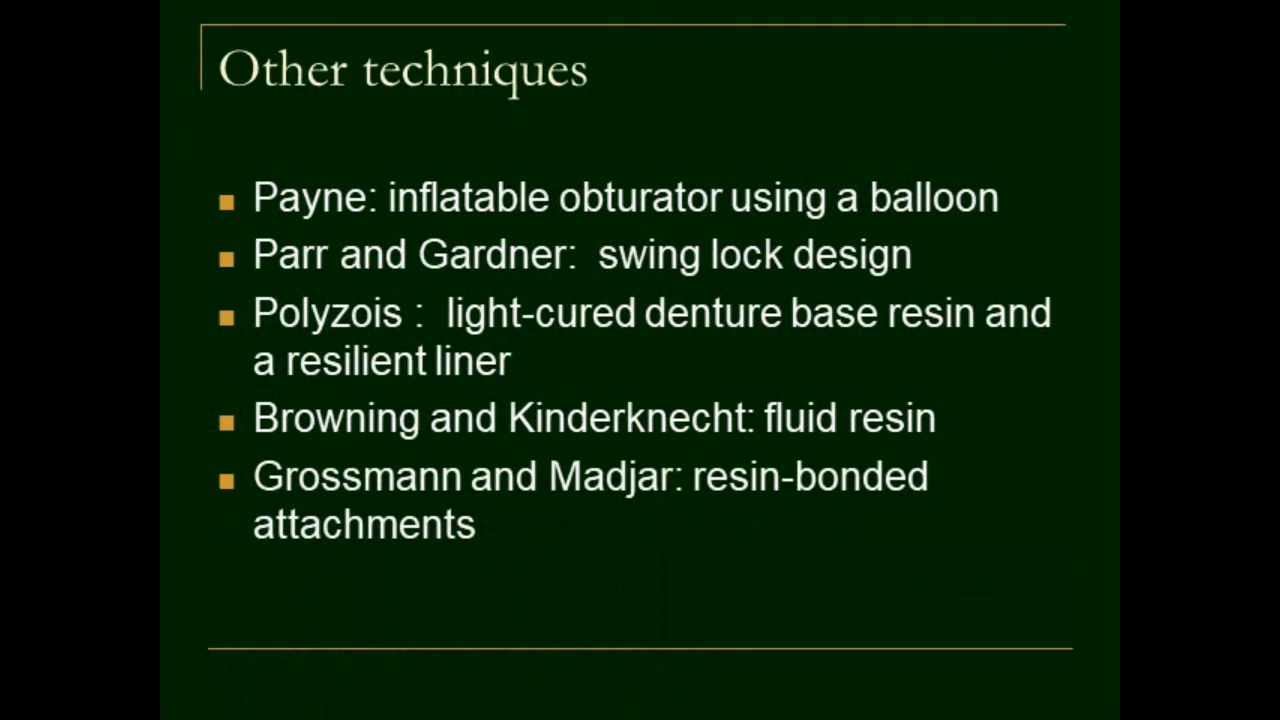 Other techniques
Payne: inflatable obturator using a balloon
Parr and Gardner: swing lock design
Polyzois : light-cured denture base resin and
a resilient liner
Browning and Kinderknecht: fluid resin
Grossmann and Madjar: resin-bonded
attachments